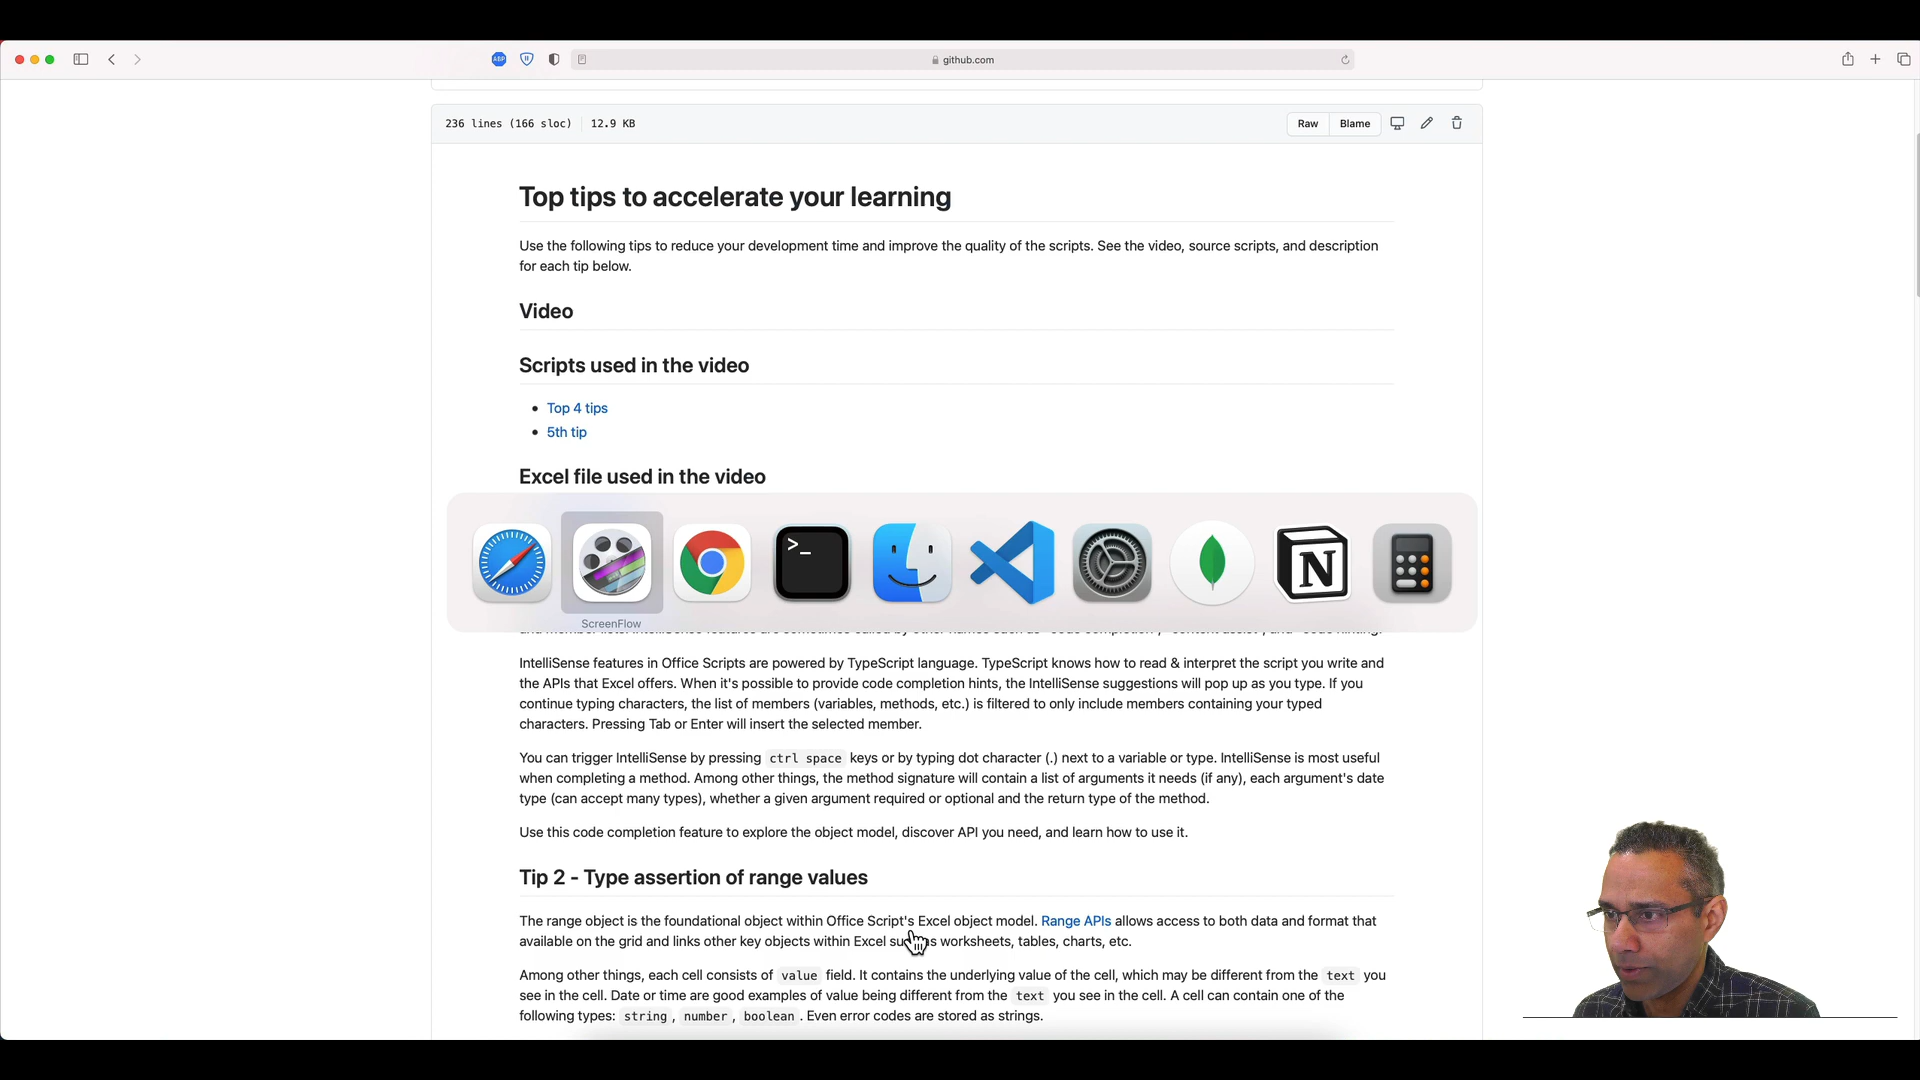 github.com
236 lines (166 sloc) 12.9 KB
Raw Blame
Top tips to accelerate your learning
Use the following tips to reduce your development time and improve the quality of the scripts. See the video, source scripts, and description
for each tip below.
Video
Scripts used in the video
Top 4 tips
5th tip
Excel file used in the video
ABP
>_
N
ScreenFlow
IntelliSense features in Office Scripts are powered by TypeScript language. TypeScript knows how to read & interpret the script you write and
the APIs that Excel offers. When it's possible to provide code completion hints, the IntelliSense suggestions will pop up as you type. If you
continue typing characters, the list of members (variables, methods, etc.) is filtered to only include members containing your typed
characters. Pressing Tab or Enter will insert the selected member.
You can trigger IntelliSense by pressing ctrl space keys or by typing dot character (.) next to a variable or type. IntelliSense is most useful
when completing a method. Among other things, the method signature will contain a list of arguments it needs (if any), each argument's date
type (can accept many types), whether a given argument required or optional and the return type of the method.
Use this code completion feature to explore the object model, discover API you need, and learn how to use it.
Tip 2 - Type assertion of range values
The range object is the foundational object within Office Script's Excel object model. Range APIs allows access to both data and format that
available on the grid and links other key objects within Excel worksheets, tables, charts, etc.
Among other things, each cell consists of value field. It contains the underlying value of the cell, which may be different from the text you
see in the cell. Date or time are good examples of value being different from the text you see in the cell. A cell can contain one of the
following types: string, number, boolean. Even error codes are stored as strings.